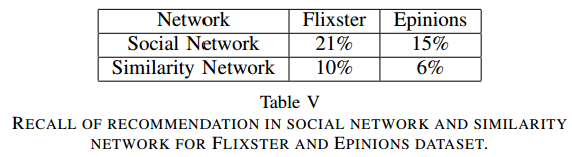 Network Flixster Epinions
Social Network 21% 15%
Similarity Network 10% 6%
Table V
RECALL OF RECOMMENDATION IN SOCIAL NETWORK AND SIMILARITY
NETWORK FOR FLIXSTER AND EPINIONS DATASET.